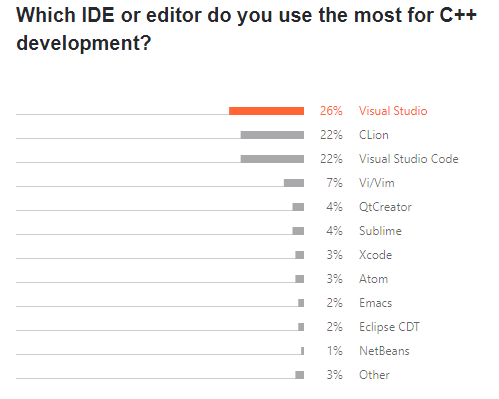 Which IDE or editor do you use the most for C++
development?
26% Visual Studio
22% CLion
22% Visual Studio Code
7% Vi/Vim
4% QtCreator
4% Sublime
3% Xcode
3% Atom
2% Emacs
2% Eclipse CDT
1% NetBeans
3% Other